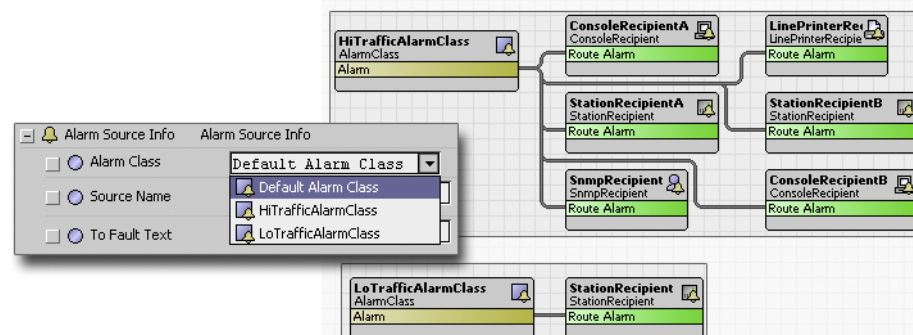 HiTrafficAlarmClass
AlarmClass
Alarm
ConsoleRecipientA
ConsoleRecipient
Route Alarm
LinePrinterRec
LinePrinterRecipie
Route Alarm
StationRecipientA
StationRecipient
Route Alarm
StationRecipientB
StationRecipient
Route Alarm
SnmpRecipient
SnmpRecipient
Route Alarm
ConsoleRecipientB
ConsoleRecipient
Route Alarm
Alarm Source Info Alarm Source Info
Alarm Class Default Alarm Class
Default Alarm Class
Source Name
HiTrafficAlarmClass
To Fault Text
LoTrafficAlarmClass
LoTrafficAlarmClass
AlarmClass
Alarm
StationRecipient
StationRecipient
Route Alarm